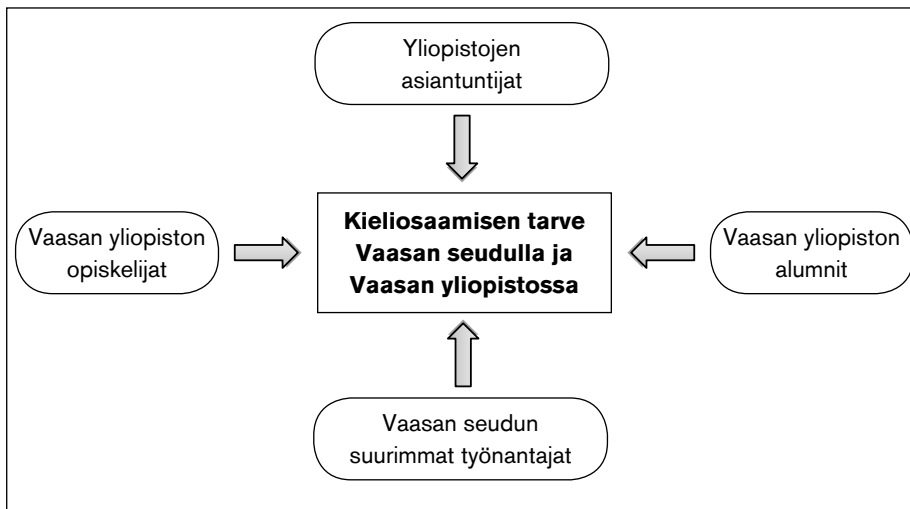 Yliopistojen
asiantuntijat
Vaasan yliopiston
opiskelijat
Kieliosaamisen tarve
Vaasan seudulla ja
Vaasan yliopistossa
Vaasan yliopiston
alumnit
Vaasan seudun
suurimmat työnantajat